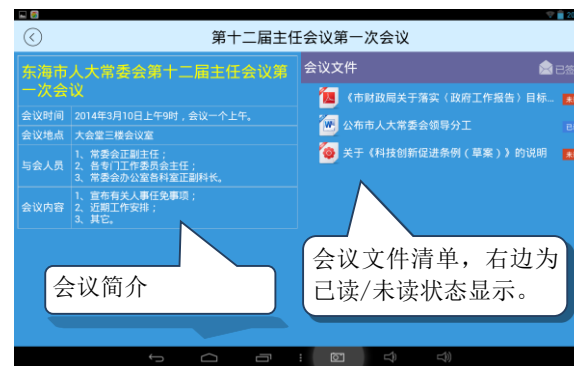 第十二届主任会议第一次会议
东海市人大常委会第十二届主任会议第
一次会议
会议时间 2014年3月10日上午9时，会议一个上午。
会议地点 大会堂三楼会议室
与会人员
1、常委会正副主任；
2、各专门工作委员会主任；
3、常委会办公室各科室正副科长。
会议内容
1、宣布有关人事任免事项；
2、近期工作安排；
3、其它。
会议文件
已签
《市财政局关于落实（政府工作报告）目标...
公布市人大常委会领导分工
关于《科技创新促进条例（草案）》的说明
会议简介
会议文件清单，右边为
已读/未读状态显示。